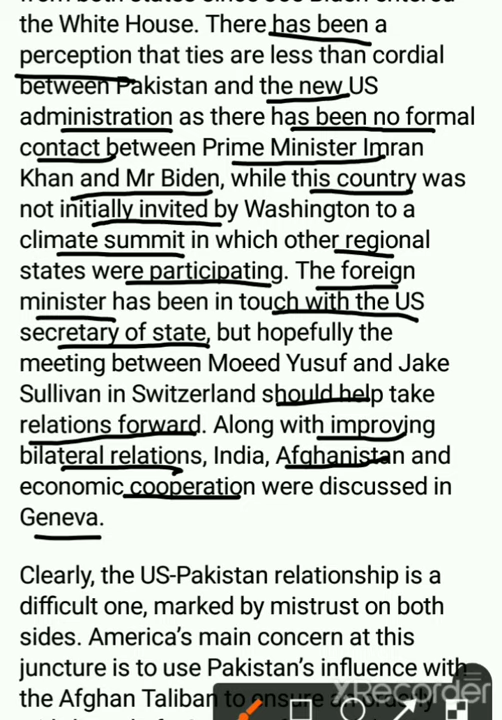 the White House. There has been a
perception that ties are less than cordial
between Pakistan and the new US
administration as there has been no formal
contact between Prime Minister Imran
Khan and Mr Biden, while this country was
not initially invited by Washington to a
climate summit in which other regional
states were participating. The foreign
minister has been in touch with the US
secretary of state, but hopefully the
meeting between Moeed Yusuf and Jake
Sullivan in Switzerland should help take
relations forward. Along with improving
bilateral relations, India, Afghanistan and
economic cooperation were discussed in
Geneva.
Clearly, the US-Pakistan relationship is a
difficult one, marked by mistrust on both
sides. America's main concern at this
juncture is to use Pakistan's influence with
the Afghan Taliban to ensure an orderly
XRecorder